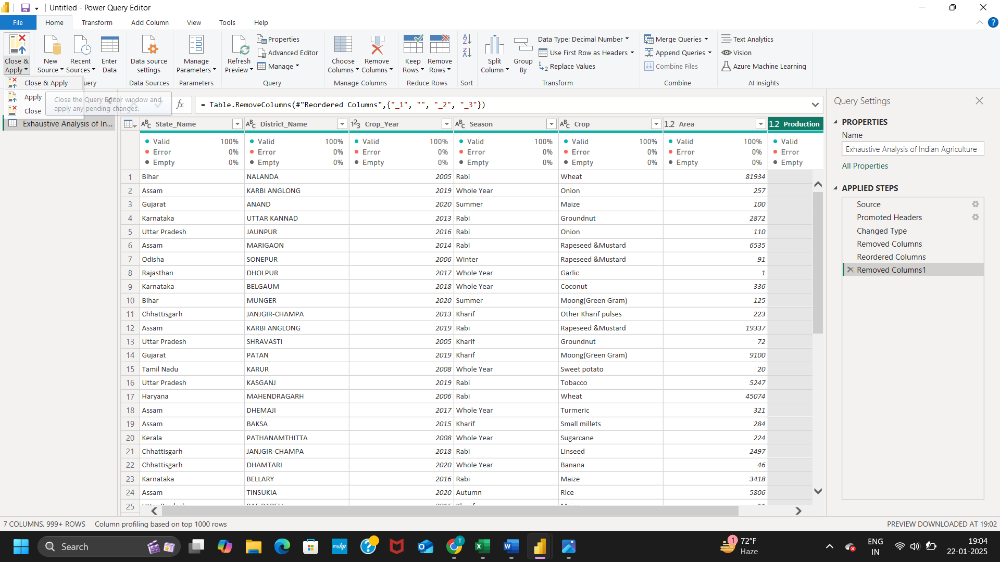 Untitled - Power Query Editor
File Home Transform Add Column View Tools Help
Close & Apply
New Source
Recent Sources
Enter Data
Data source settings
Manage Parameters
Refresh Preview
Properties
Advanced Editor
Manage
Choose Columns
Remove Columns
Keep Rows
Remove Rows
Split Column
Group By
Data Type: Decimal Number
Use First Row as Headers
Replace Values
Merge Queries
Append Queries
Combine Files
Text Analytics
Vision
Azure Machine Learning
uery Data Sources Parameters Query Manage Columns Reduce Rows Sort Transform Combine AI Insights
Close & Apply
Apply
Close
Close the Query Editor window and
apply any pending changes.
fx = Table.RemoveColumns(#"Reordered Columns",{"_1", "", "_2", "_3"})
Exhaustive Analysis of In...
State_Name District_Name Crop_Year Season Crop 1.2 Area 1.2 Production
Valid 100% Valid 100% Valid 100% Valid 100% Valid 100% Valid 100% Valid
Error 0% Error 0% Error 0% Error 0% Error 0% Error 0% Error
Empty 0% Empty 0% Empty 0% Empty 0% Empty 0% Empty 0% Empty
1 Bihar NALANDA 2005 Rabi Wheat 81934
2 Assam KARBI ANGLONG 2019 Whole Year Onion 257
3 Gujarat ANAND 2020 Summer Maize 100
4 Karnataka UTTAR KANNAD 2013 Rabi Groundnut 2872
5 Uttar Pradesh JAUNPUR 2016 Rabi Onion 110
6 Assam MARIGAON 2014 Rabi Rapeseed &Mustard 6535
7 Odisha SONEPUR 2006 Winter Rapeseed &Mustard 91
8 Rajasthan DHOLPUR 2017 Whole Year Garlic 1
9 Karnataka BELGAUM 2018 Whole Year Coconut 336
10 Bihar MUNGER 2020 Summer Moong(Green Gram) 125
11 Chhattisgarh JANJGIR-CHAMPA 2013 Kharif Other Kharif pulses 223
12 Assam KARBI ANGLONG 2019 Rabi Rapeseed &Mustard 19337
13 Uttar Pradesh SHRAVASTI 2005 Kharif Groundnut 72
14 Gujarat PATAN 2019 Kharif Moong(Green Gram) 9100
15 Tamil Nadu KARUR 2008 Whole Year Sweet potato 20
16 Uttar Pradesh KASGANJ 2019 Rabi Tobacco 5247
17 Haryana MAHENDRAGARH 2006 Rabi Wheat 45074
18 Assam DHEMAJI 2017 Whole Year Turmeric 321
19 Assam BAKSA 2015 Kharif Small millets 284
20 Kerala PATHANAMTHITTA 2008 Whole Year Sugarcane 224
21 Chhattisgarh JANJGIR-CHAMPA 2018 Rabi Linseed 2497
22 Chhattisgarh DHAMTARI 2020 Whole Year Banana 46
23 Karnataka BELLARY 2016 Rabi Maize 3418
24 Assam TINSUKIA 2020 Autumn Rice 5806
25
Query Settings
PROPERTIES
Name
Exhaustive Analysis of Indian Agriculture
All Properties
APPLIED STEPS
Source
Promoted Headers
Changed Type
Removed Columns
Reordered Columns
Removed Columns1
7 COLUMNS, 999+ ROWS Column profiling based on top 1000 rows PREVIEW DOWNLOADED AT 19:02
Search
myhp
T
1
72°F
Haze
ENG
IN
19:04
22-01-2025